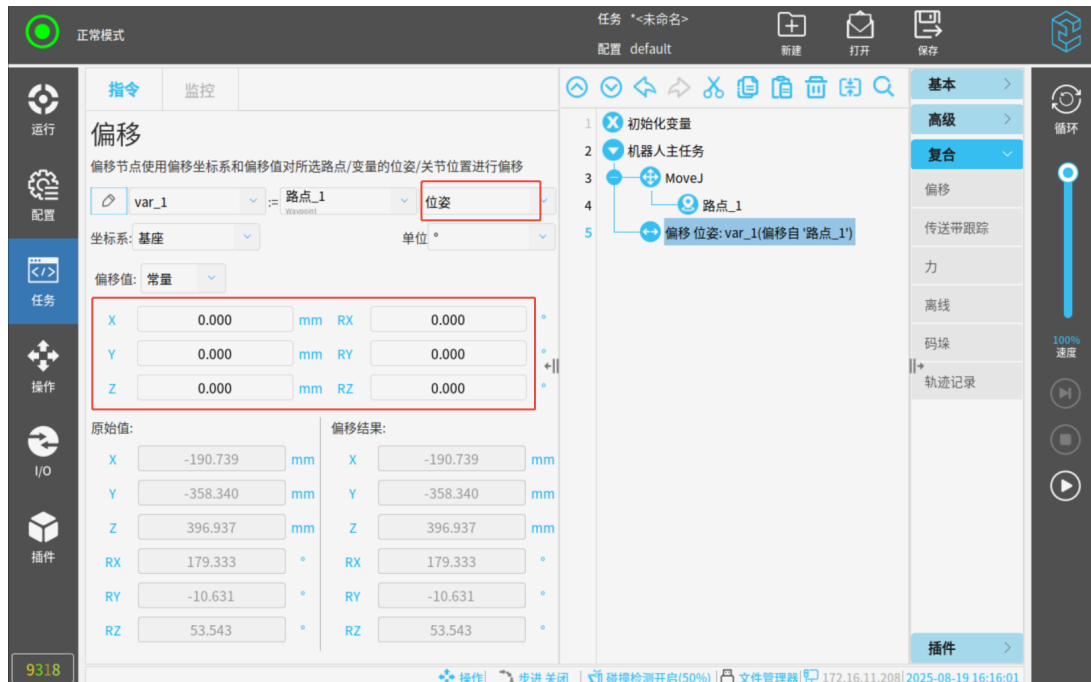 正常模式
任务 *<未命名>
配置 default
新建
打开
保存
运行
配置
任务
操作
I/O
插件
9318
指令 监控
偏移
偏移节点使用偏移坐标系和偏移值对所选路点/变量的位姿/关节位置进行偏移
var_1 := 路点_1 位姿
Waypoint
坐标系: 基座 单位 °
偏移值: 常量
X 0.000 mm RX 0.000 °
Y 0.000 mm RY 0.000 °
Z 0.000 mm RZ 0.000 °
原始值: 偏移结果:
X -190.739 mm X -190.739 mm
Y -358.340 mm Y -358.340 mm
Z 396.937 mm Z 396.937 mm
RX 179.333 ° RX 179.333 °
RY -10.631 ° RY -10.631 °
RZ 53.543 ° RZ 53.543 °
1 初始化变量
2 机器人主任务
3 MoveJ
4 路点_1
5 偏移 位姿: var_1(偏移自 '路点_1')
基本
高级
复合
偏移
传送带跟踪
力
离线
码垛
轨迹记录
插件
循环
100%
速度
操作 步进 关闭 碰撞检测开启(50%) 文件管理器 172.16.11.208 2025-08-19 16:16:01